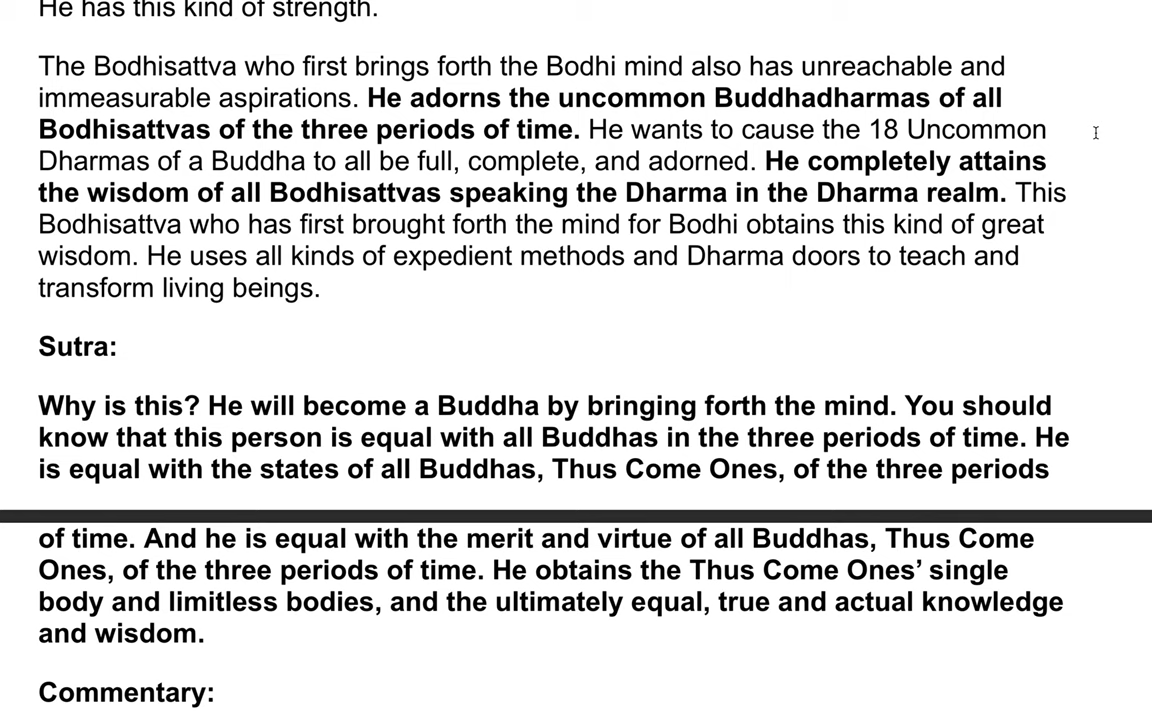 He has this kind of strength.
The Bodhisattva who first brings forth the Bodhi mind also has unreachable and
immeasurable aspirations. He adorns the uncommon Buddhadharmas of all
Bodhisattvas of the three periods of time. He wants to cause the 18 Uncommon
Dharmas of a Buddha to all be full, complete, and adorned. He completely attains
the wisdom of all Bodhisattvas speaking the Dharma in the Dharma realm. This
Bodhisattva who has first brought forth the mind for Bodhi obtains this kind of great
wisdom. He uses all kinds of expedient methods and Dharma doors to teach and
transform living beings.
Sutra:
Why is this? He will become a Buddha by bringing forth the mind. You should
know that this person is equal with all Buddhas in the three periods of time. He
is equal with the states of all Buddhas, Thus Come Ones, of the three periods
of time. And he is equal with the merit and virtue of all Buddhas, Thus Come
Ones, of the three periods of time. He obtains the Thus Come Ones’ single
body and limitless bodies, and the ultimately equal, true and actual knowledge
and wisdom.
Commentary: